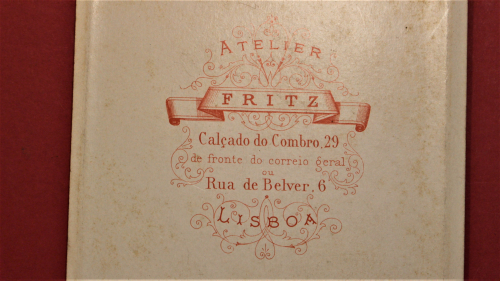 ATELIER
FRITZ
Calçado do Combro, 29
de fronte do correio geral
ou
Rua de Belver, 6
LISBOA